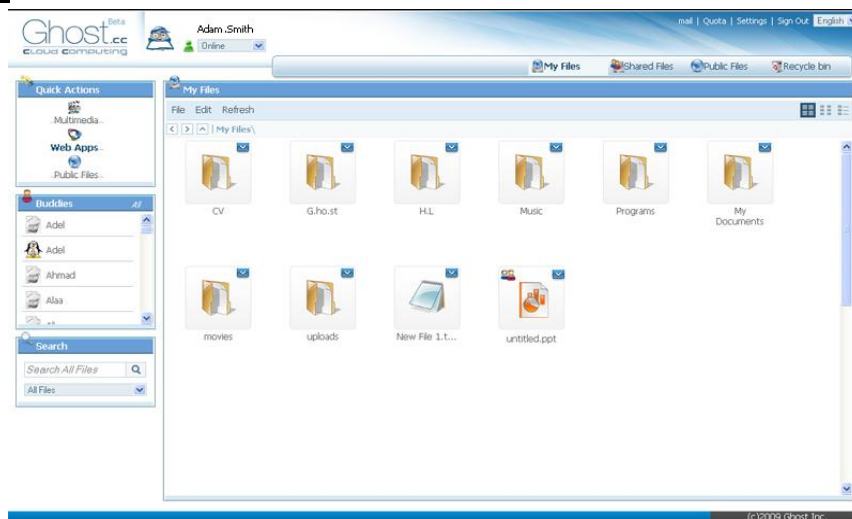 Ghost.cc Beta
CLOUD COMPUTING
Adam .Smith
Online
mail | Quota | Settings | Sign Out English
My Files Shared Files Public Files Recycle bin
Quick Actions
Multimedia
Web Apps
Public Files
Buddies All
Adel
Adel
Ahmad
Alaa
Search
Search All Files
All Files
My Files
File Edit Refresh
< > ^ | My Files\
CV G.ho.st H.L Music Programs My
Documents
movies uploads New File 1.t... untitled.ppt
(c)2009 Ghost Inc